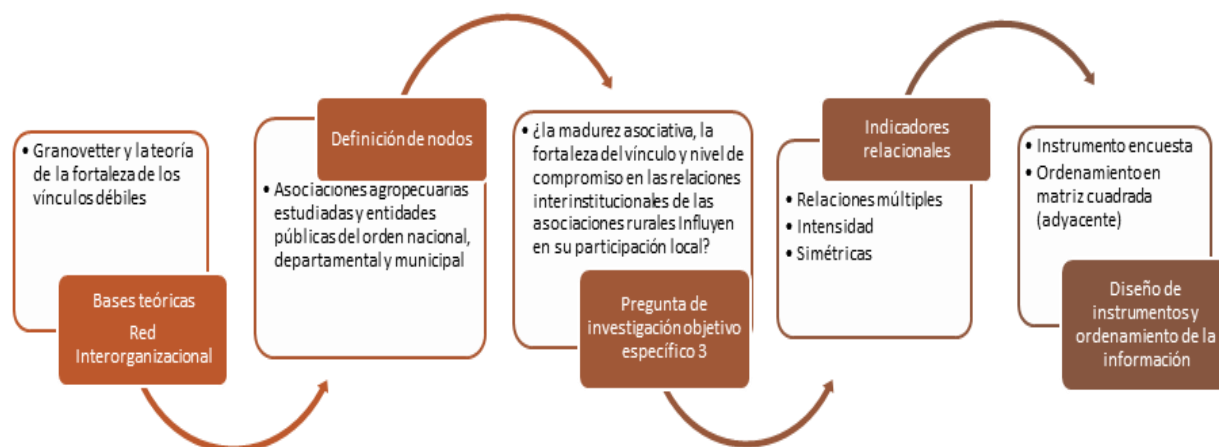 • Granovetter y la teoría
de la fortaleza de los
vínculos débiles
Bases teóricas
Red
Interorganizacional
Definición de nodos
• Asociaciones agropecuarias
estudiadas y entidades
públicas del orden nacional,
departamental y municipal
• ¿la madurez asociativa, la
fortaleza del vínculo y nivel de
compromiso en las relaciones
interinstitucionales de las
asociaciones rurales Influyen
en su participación local?
Pregunta de
investigación objetivo
específico 3
Indicadores
relacionales
• Relaciones múltiples
• Intensidad
• Simétricas
• Instrumento encuesta
• Ordenamiento en
matriz cuadrada
(adyacente)
Diseño de
instrumentos y
ordenamiento de la
información